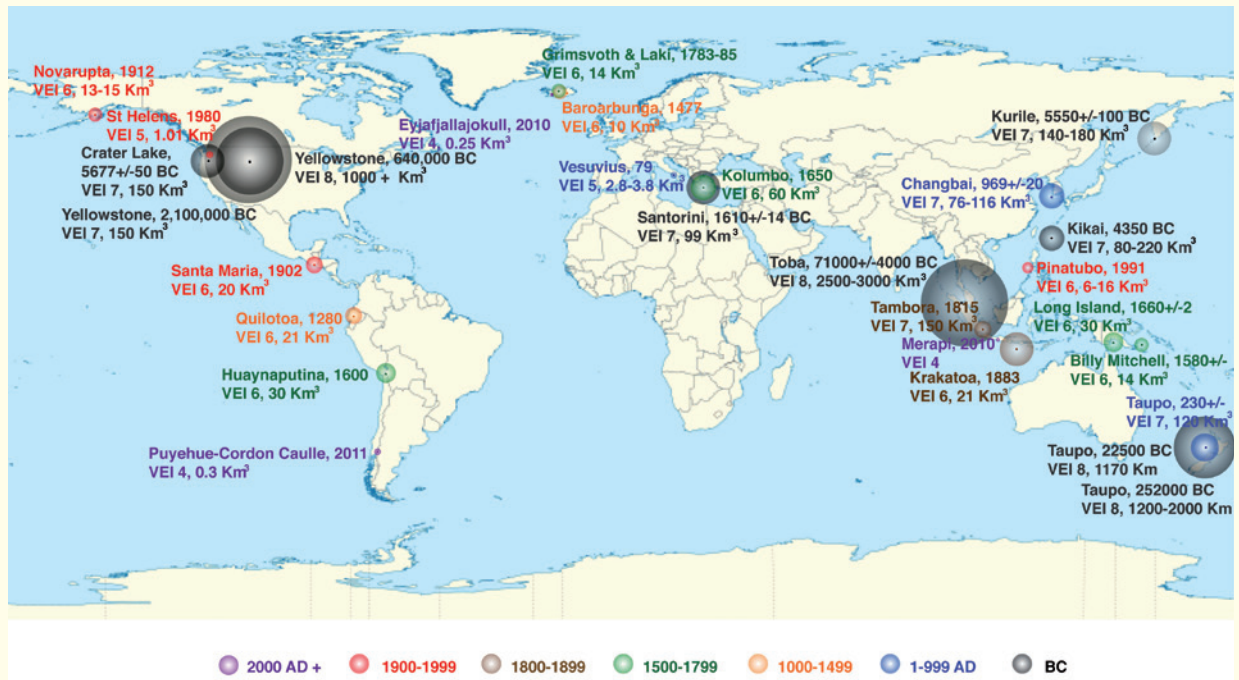 Novarupta, 1912
VEI 6, 13-15 Km³
St Helens, 1980
VEI 5, 1.01 Km³
Crater Lake,
5677+/-50 BC
VEI 7, 150 Km³
Yellowstone, 640,000 BC
VEI 8, 1000 + Km³
Yellowstone, 2,100,000 BC
VEI 7, 150 Km³
Grimsvoth & Laki, 1783-85
VEI 6, 14 Km³
Baroarbunga, 1477
VEI 6, 10 Km³
Eyjafjallajokull, 2010
VEI 4, 0.25 Km³
Vesuvius, 79
VEI 5, 2.8-3.8 Km³
Kolumbo, 1650
VEI 6, 60 Km³
Santorini, 1610+/-14 BC
VEI 7, 99 Km³
Kurile, 5550+/-100 BC
VEI 7, 140-180 Km³
Changbai, 969+/-20
VEI 7, 76-116 Km³
Kikai, 4350 BC
VEI 7, 80-220 Km³
Toba, 71000+/-4000 BC
VEI 8, 2500-3000 Km³
Pinatubo, 1991
VEI 6, 6-16 Km³
Tambora, 1815
VEI 7, 150 Km³
Long Island, 1660+/-2
VEI 6, 30 Km³
Merapi, 2010
VEI 4
Billy Mitchell, 1580+/-
VEI 6, 14 Km³
Krakatoa, 1883
VEI 6, 21 Km³
Santa Maria, 1902
VEI 6, 20 Km³
Quilotoa, 1280
VEI 6, 21 Km³
Huaynaputina, 1600
VEI 6, 30 Km³
Puyehue-Cordon Caulle, 2011
VEI 4, 0.3 Km³
Taupo, 230+/-
VEI 7, 120 Km³
Taupo, 22500 BC
VEI 8, 1170 Km
Taupo, 252000 BC
VEI 8, 1200-2000 Km
2000 AD +
1900-1999
1800-1899
1500-1799
1000-1499
1-999 AD
BC